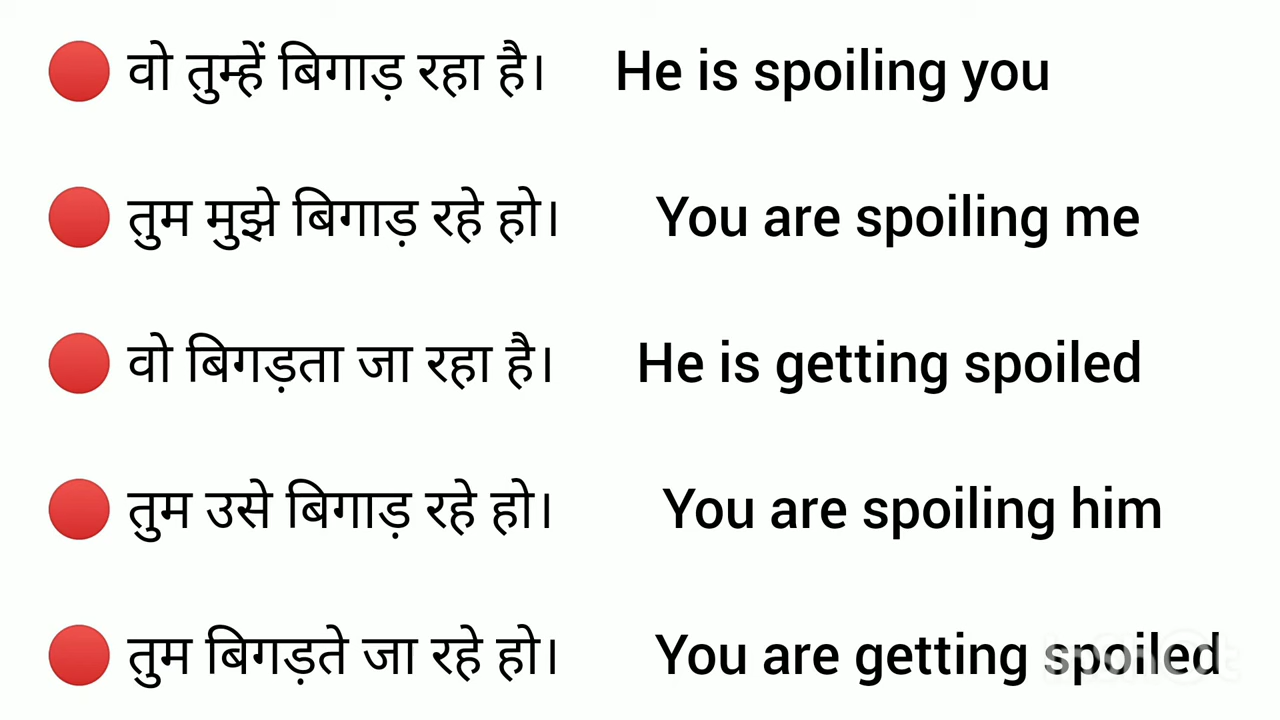 वो तुम्हें बिगाड़ रहा है। He is spoiling you
तुम मुझे बिगाड़ रहे हो। You are spoiling me
वो बिगड़ता जा रहा है। He is getting spoiled
तुम उसे बिगाड़ रहे हो। You are spoiling him
तुम बिगड़ते जा रहे हो। You are getting spoiled